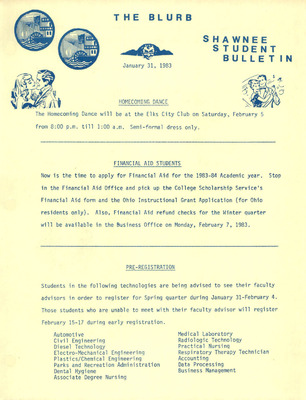 THE BLURB
SHAWNEE
STUDENT
BULLETIN
January 31, 1983
HOMECOMING DANCE
The Homecoming Dance will be at the Elks City Club on Saturday, February 5
from 8:00 p.m. till 1:00 a.m. Semi-formal dress only.
FINANCIAL AID STUDENTS
Now is the time to apply for Financial Aid for the 1983-84 Academic year. Stop
in the Financial Aid Office and pick up the College Scholarship Service's
Financial Aid form and the Ohio Instructional Grant Application (for Ohio
residents only). Also, Financial Aid refund checks for the Winter quarter
will be available in the Business Office on Monday, February 7, 1983.
PRE-REGISTRATION
Students in the following technologies are being advised to see their faculty
advisors in order to register for Spring quarter during January 31-February 4.
Those students who are unable to meet with their faculty advisor will register
February 15-17 during early registration.
Automotive
Civil Engineering
Diesel Technology
Electro-Mechanical Engineering
Plastics/Chemical Engineering
Parks and Recreation Administration
Dental Hygiene
Associate Degree Nursing
Medical Laboratory
Radiologic Technology
Practical Nursing
Respiratory Therapy Technician
Accounting
Data Processing
Business Management